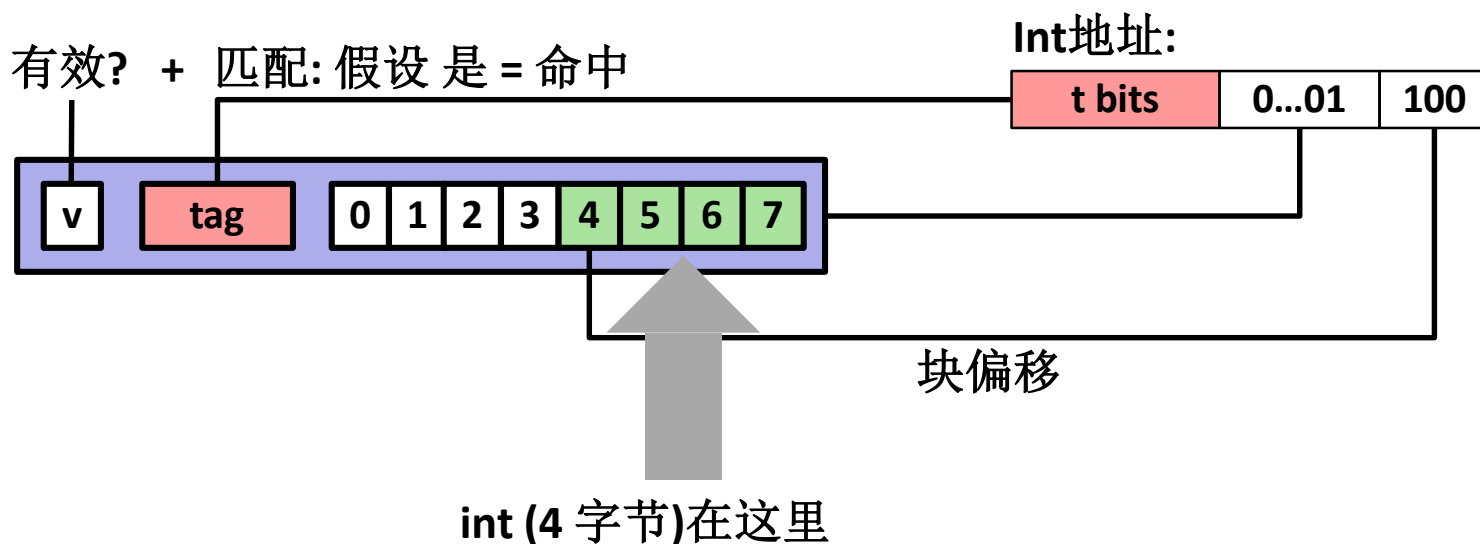 Int地址:
有效? + 匹配: 假设 是 = 命中
t bits 0...01 100
v tag 0 1 2 3 4 5 6 7
块偏移
int (4 字节)在这里